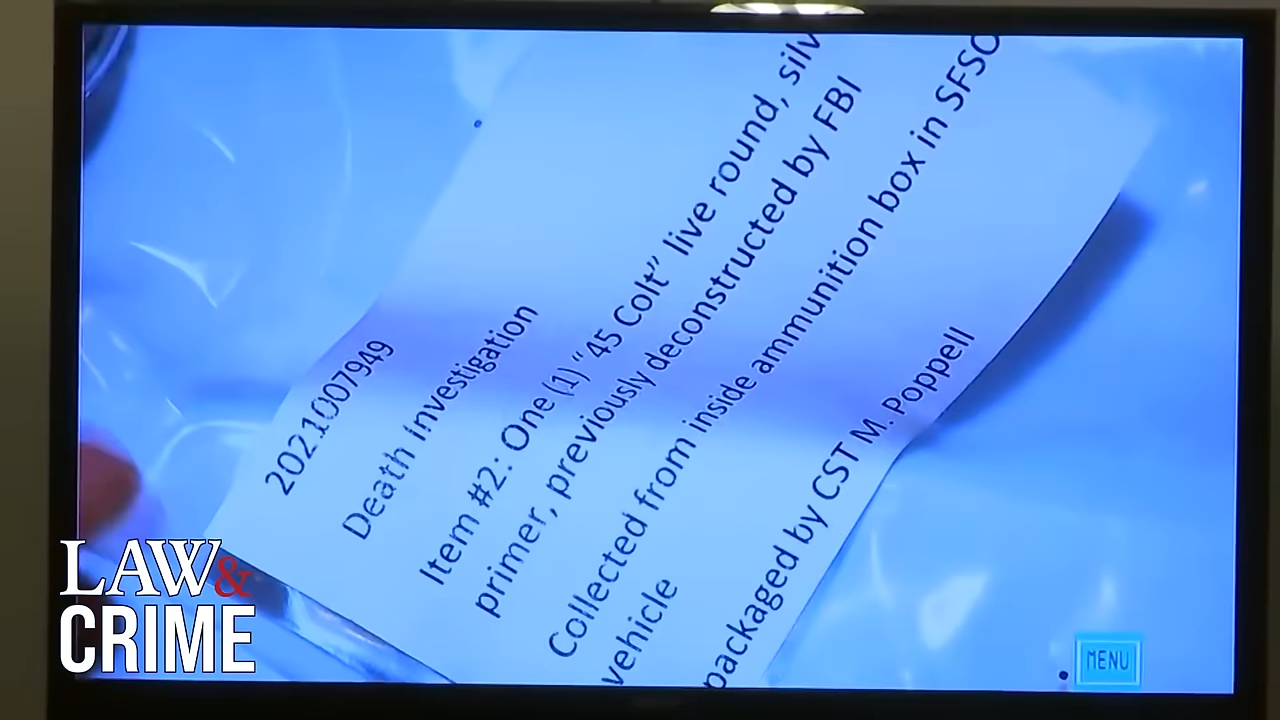 2021007949
Death Investigation
Item #2: One (1) "45 Colt" live round, silv
primer, previously deconstructed by FBI
Collected from inside ammunition box in SFSO
vehicle
packaged by CST M. Poppell
LAW&
CRIME
MENU